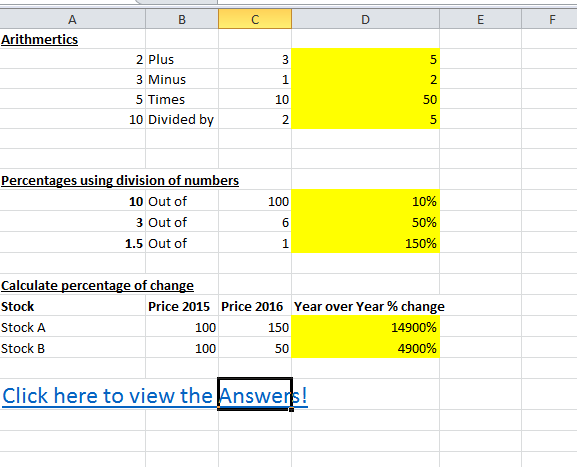 A B C D E F
Arithmertics
2 Plus 3 5
3 Minus 1 2
5 Times 10 50
10 Divided by 2 5
Percentages using division of numbers
10 Out of 100 10%
3 Out of 6 50%
1.5 Out of 1 150%
Calculate percentage of change
Stock Price 2015 Price 2016 Year over Year % change
Stock A 100 150 14900%
Stock B 100 50 4900%
Click here to view the Answers!